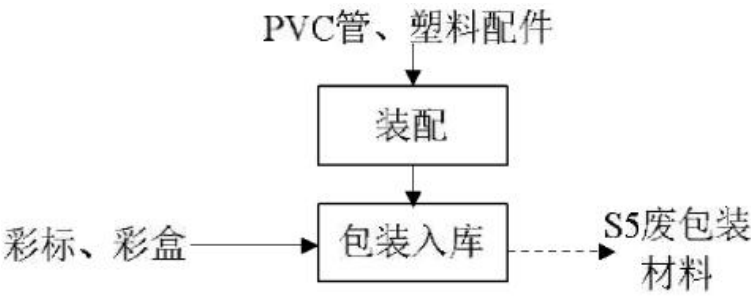 PVC管、塑料配件
装配
彩标、彩盒
包装入库
S5废包装
材料